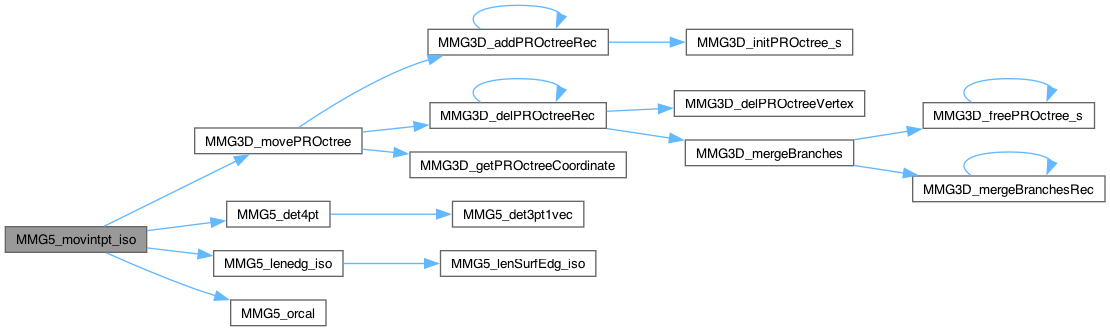 MMG5_movintpt_iso
MMG3D_movePROctree
MMG5_det4pt
MMG5_lenedg_iso
MMG5_orcal
MMG3D_addPROctreeRec
MMG3D_delPROctreeRec
MMG3D_getPROctreeCoordinate
MMG5_det3pt1vec
MMG5_lenSurfEdg_iso
MMG3D_initPROctree_s
MMG3D_delPROctreeVertex
MMG3D_mergeBranches
MMG3D_freePROctree_s
MMG3D_mergeBranchesRec